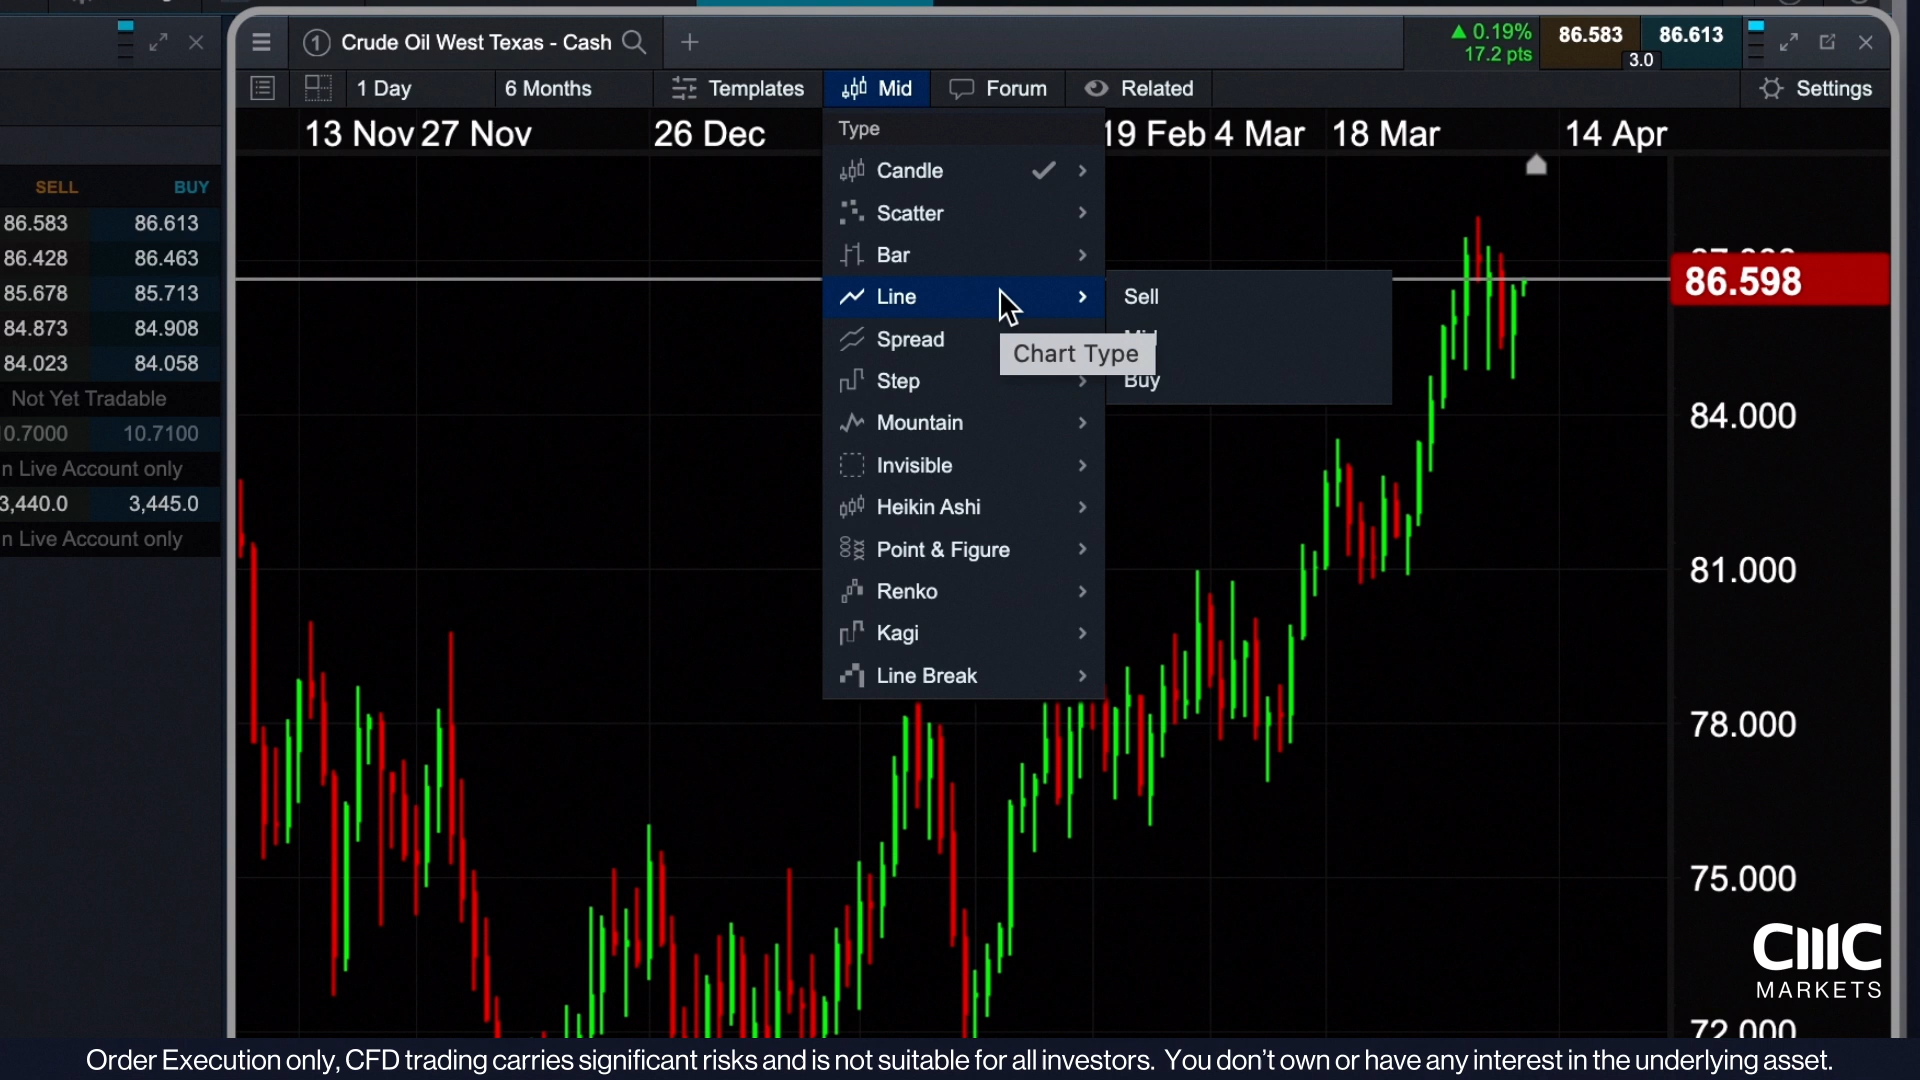 1 Crude Oil West Texas - Cash
0.19%
17.2 pts
86.583
86.613
3.0
1 Day
6 Months
Templates
Mid
Forum
Related
Settings
13 Nov 27 Nov 26 Dec 19 Feb 4 Mar 18 Mar 14 Apr
SELL BUY
86.583 86.613
86.428 86.463
85.678 85.713
84.873 84.908
84.023 84.058
Not Yet Tradable
0.7000 10.7100
n Live Account only
3,440.0 3,445.0
n Live Account only
Type
Candle
Scatter
Bar
Line
Spread
Step
Mountain
Invisible
Heikin Ashi
Point & Figure
Renko
Kagi
Line Break
Sell
Buy
Chart Type
86.598
84.000
81.000
78.000
75.000
72.000
CMC
MARKETS
Order Execution only, CFD trading carries significant risks and is not suitable for all investors. You don't own or have any interest in the underlying asset.